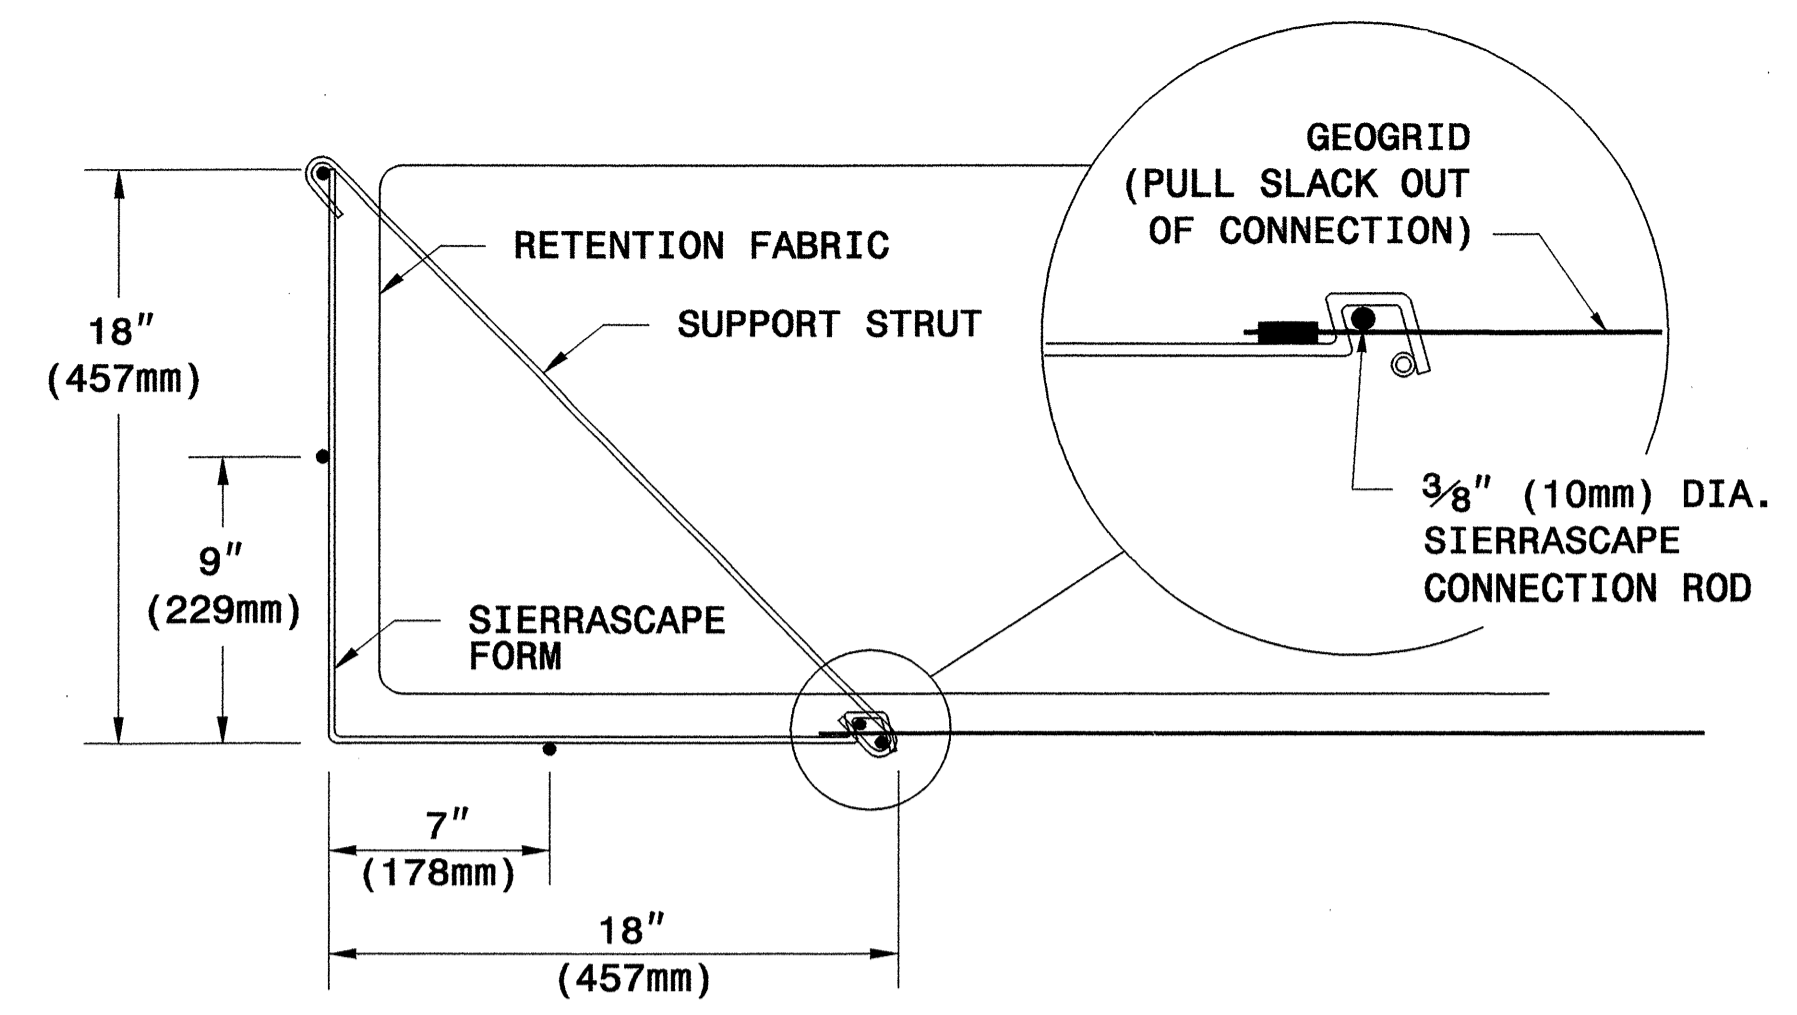 GEOGRID
(PULL SLACK OUT
OF CONNECTION)
RETENTION FABRIC
SUPPORT STRUT
18"
(457mm)
9"
(229mm)
3/8" (10mm) DIA.
SIERRASCAPE
CONNECTION ROD
SIERRASCAPE
FORM
7"
(178mm)
18"
(457mm)